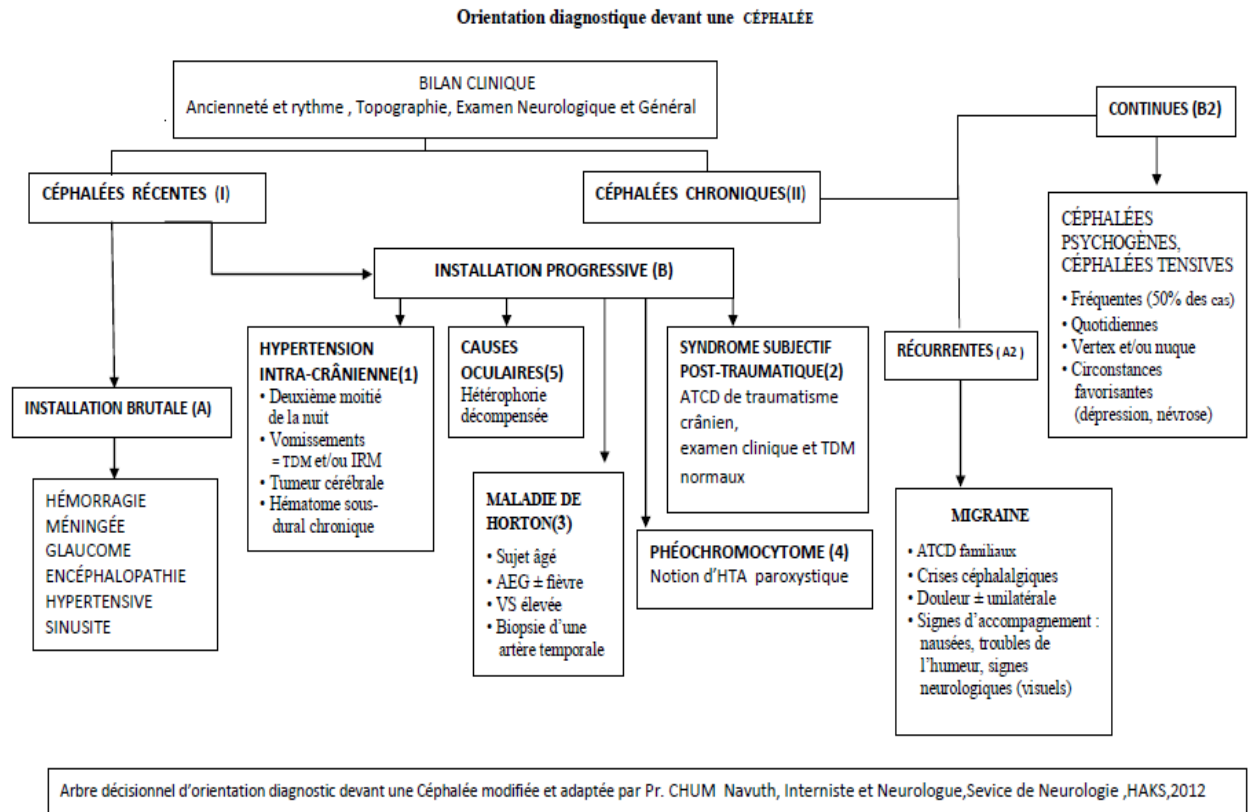 Orientation diagnostique devant une CÉPHALÉE
BILAN CLINIQUE
Ancienneté et rythme , Topographie, Examen Neurologique et Général
.
CONTINUES (B2)
CÉPHALÉES RÉCENTES (I)
CÉPHALÉES CHRONIQUES(II)
CÉPHALÉES
PSYCHOGÈNES,
CÉPHALÉES TENSIVES
• Fréquentes (50% des cas)
• Quotidiennes
• Vertex et/ou nuque
• Circonstances
favorisantes
(dépression, névrose)
INSTALLATION PROGRESSIVE (B)
HYPERTENSION
INTRA-CRÂNIENNE(1)
• Deuxième moitié
de la nuit
• Vomissements
= TDM et/ou IRM
• Tumeur cérébrale
• Hématome sous-
dural chronique
CAUSES
OCULAIRES(5)
Hétérophorie
décompensée
SYNDROME SUBJECTIF
POST-TRAUMATIQUE(2)
ATCD de traumatisme
crânien,
examen clinique et TDM
normaux
RÉCURRENTES ( A2)
INSTALLATION BRUTALE (A)
HÉMORRAGIE
MÉNINGÉE
GLAUCOME
ENCÉPHALOPATHIE
HYPERTENSIVE
SINUSITE
MALADIE DE
HORTON(3)
• Sujet âgé
• AEG ± fièvre
• VS élevée
• Biopsie d'une
artère temporale
PHÉOCHROMOCYTOME (4)
Notion d'HTA paroxystique
MIGRAINE
• ATCD familiaux
• Crises céphalalgiques
• Douleur ± unilatérale
• Signes d'accompagnement :
nausées, troubles de
l'humeur, signes
neurologiques (visuels)
Arbre décisionnel d'orientation diagnostic devant une Céphalée modifiée et adaptée par Pr. CHUM Navuth, Interniste et Neurologue,Sevice de Neurologie ,HAKS,2012